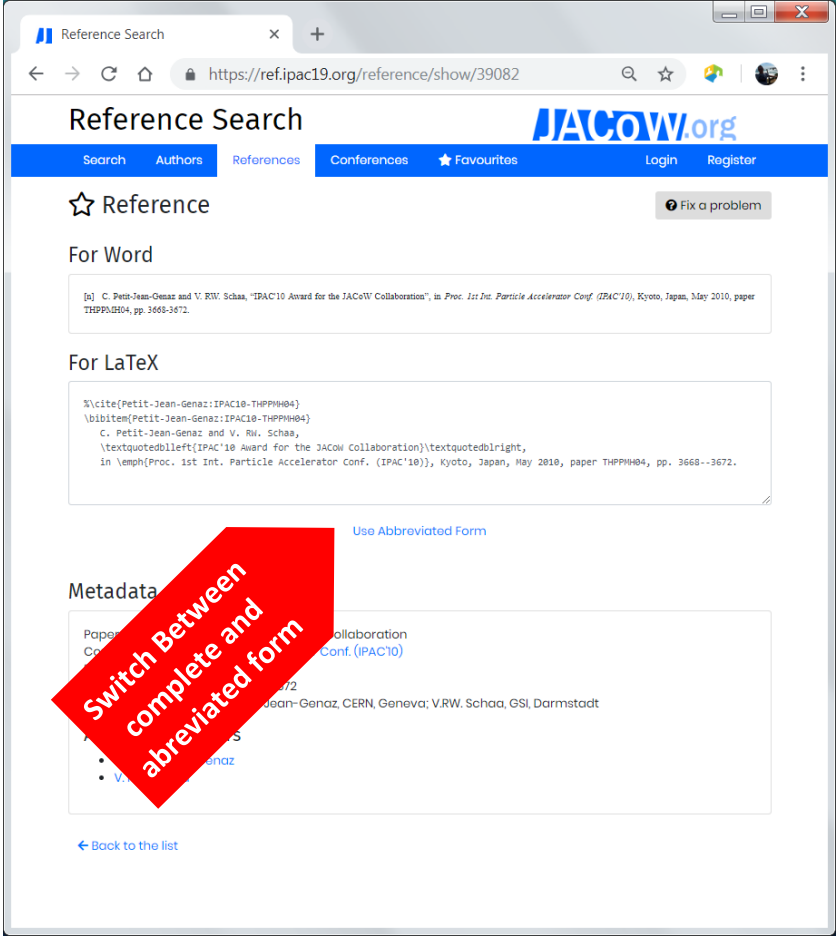 Reference Search
https://ref.ipac19.org/reference/show/39082
Reference Search
JACoW.org
Search Authors References Conferences Favourites Login Register
Reference
Fix a problem
For Word
[n] C. Petit-Jean-Genaz and V. RW. Schaa, “IPAC'10 Award for the JACoW Collaboration”, in Proc. 1st Int. Particle Accelerator Conf. (IPAC'10), Kyoto, Japan, May 2010, paper
THPPMH04, pp. 3668-3672.
For LaTeX
%\cite{Petit-Jean-Genaz:IPAC10-THPPMH04}
\bibitem{Petit-Jean-Genaz:IPAC10-THPPMH04}
C. Petit-Jean-Genaz and V. RW. Schaa,
\textquotedblleft{IPAC'10 Award for the JACoW Collaboration}\textquotedblright,
in \emph{Proc. 1st Int. Particle Accelerator Conf. (IPAC'10)}, Kyoto, Japan, May 2010, paper THPPMH04, pp. 3668--3672.
Use Abbreviated Form
Switch Between
complete and
abreviated form
Metadata
Pape ollaboration
Co Conf. (IPAC'10)
72
Jean-Genaz, CERN, Geneva; V.RW. Schaa, GSI, Darmstadt
A s
enaz
V.
Back to the list